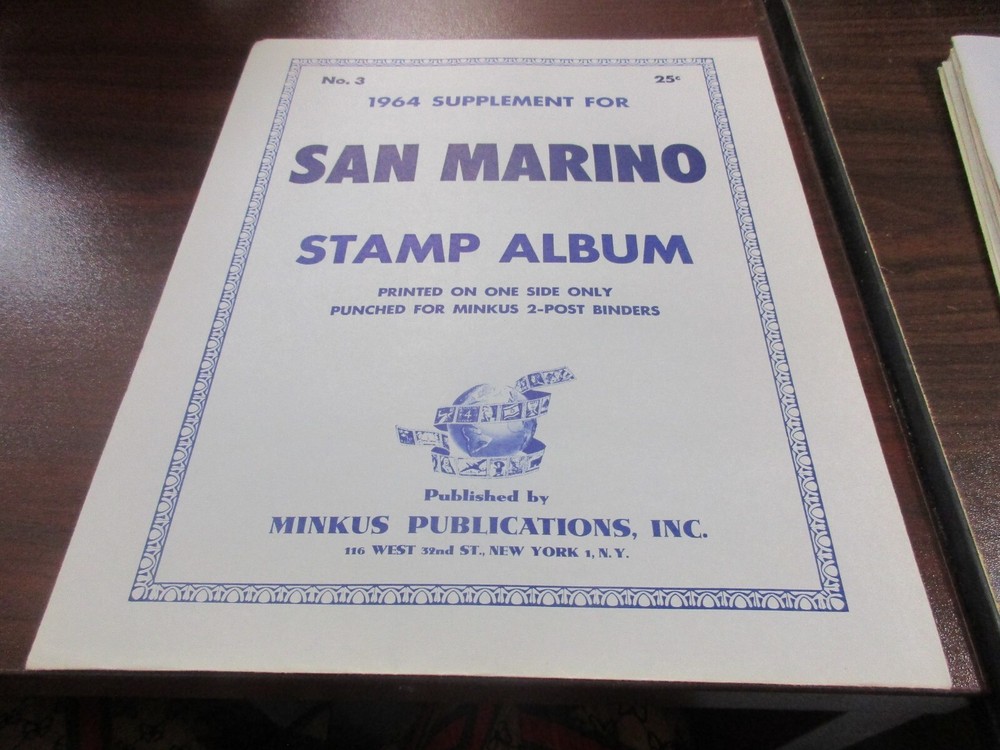 No. 3
25¢
1964 SUPPLEMENT FOR
SAN MARINO
STAMP ALBUM
PRINTED ON ONE SIDE ONLY
PUNCHED FOR MINKUS 2-POST BINDERS
Published by
MINKUS PUBLICATIONS, INC.
116 WEST 32nd ST., NEW YORK 1, N. Y.